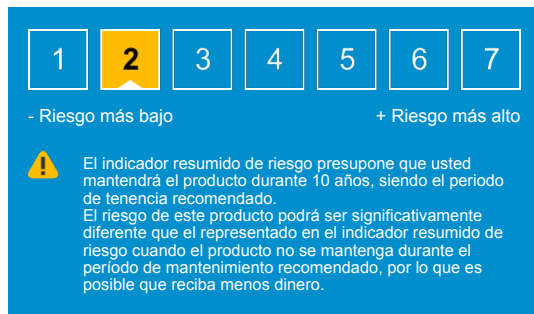 1 2 3 4 5 6 7
- Riesgo más bajo + Riesgo más alto
El indicador resumido de riesgo presupone que usted
mantendrá el producto durante 10 años, siendo el periodo
de tenencia recomendado.
El riesgo de este producto podrá ser significativamente
diferente que el representado en el indicador resumido de
riesgo cuando el producto no se mantenga durante el
período de mantenimiento recomendado, por lo que es
posible que reciba menos dinero.